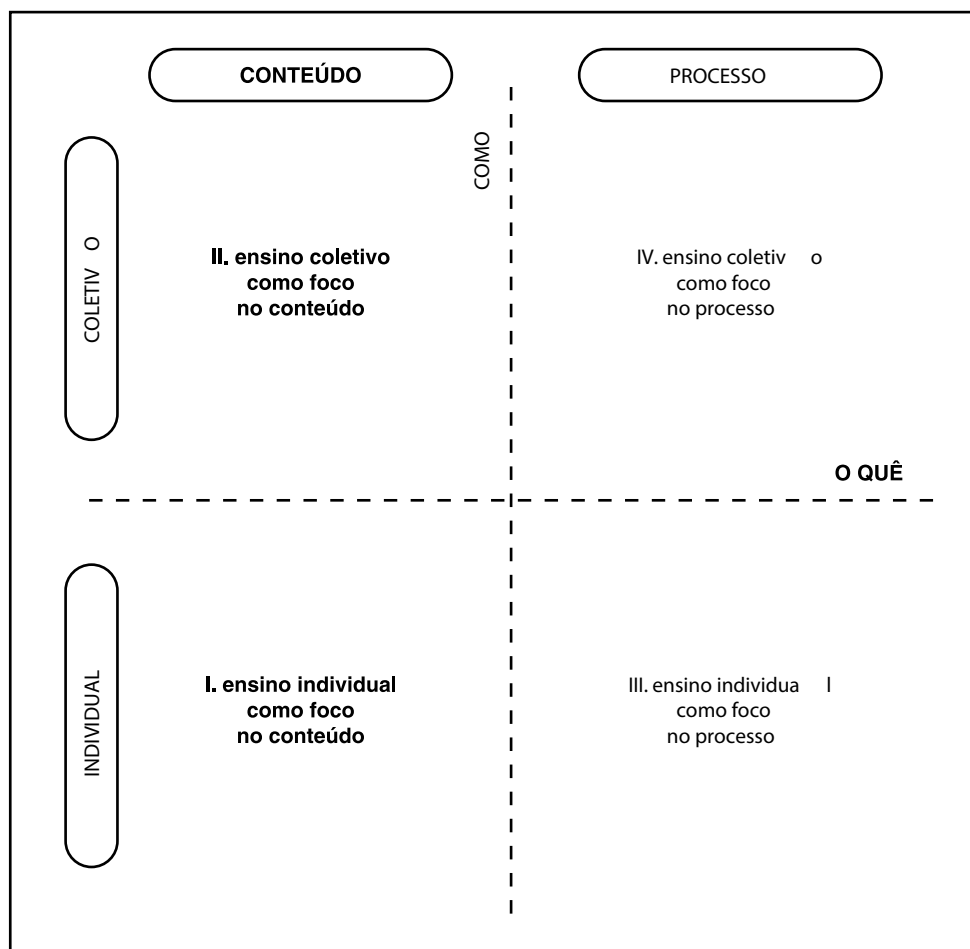 CONTEÚDO
PROCESSO
COMO
COLETIV O
II. ensino coletivo
como foco
no conteúdo
IV. ensino coletiv o
como foco
no processo
O QUÊ
INDIVIDUAL
I. ensino individual
como foco
no conteúdo
III. ensino individua l
como foco
no processo